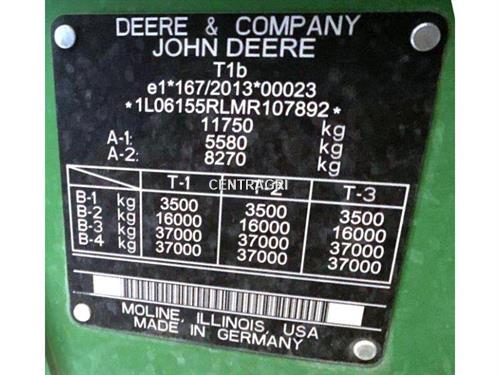 DEERE & COMPANY
JOHN DEERE
T1b
e1*167/2013*00023
*1L06155RLMR107892*
11750 kg
A-1: 5580 kg
A-2: 8270 kg
T-1 T-2 T-3
CENTRAGRI
B-1 kg 3500 3500 3500
B-2 kg 16000 16000 16000
B-3 kg 37000 37000 37000
B-4 kg 37000 37000 37000
MOLINE, ILLINOIS, USA
MADE IN GERMANY